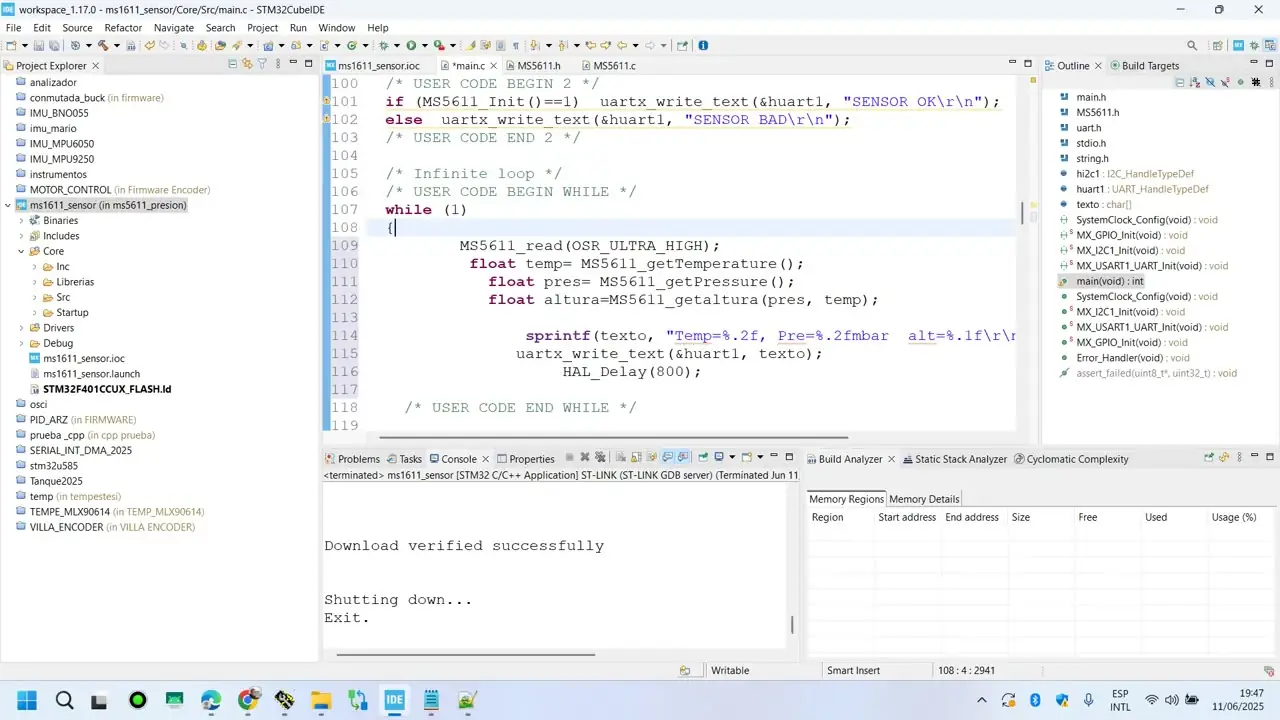 workspace_1.17.0 - ms1611_sensor/Core/Src/main.c - STM32CubeIDE
File Edit Source Refactor Navigate Search Project Run Window Help
Project Explorer
analizador
conmutada_buck (in firmware)
IMU_BNO055
imu_mario
IMU_MPU6050
IMU_MPU9250
instrumentos
MOTOR_CONTROL (in Firmware Encoder)
ms1611_sensor (in ms5611_presion)
Binaries
Includes
Core
Inc
Librerias
Src
Startup
Drivers
Debug
ms1611_sensor.ioc
ms1611_sensor.launch
STM32F401CCUX_FLASH.ld
osci
PID_ARZ (in FIRMWARE)
prueba _cpp (in cpp prueba)
SERIAL_INT_DMA_2025
stm32u585
Tanque2025
temp (in tempestesi)
TEMPE_MLX90614 (in TEMP_MLX90614)
VILLA_ENCODER (in VILLA ENCODER)
ms1611_sensor.ioc *main.c MS5611.h MS5611.c
100 /* USER CODE BEGIN 2 */
101 if (MS5611_Init()==1) uartx_write_text(&huart1, "SENSOR OK\r\n");
102 else uartx_write_text(&huart1, "SENSOR BAD\r\n");
103 /* USER CODE END 2 */
104
105 /* Infinite loop */
106 /* USER CODE BEGIN WHILE */
107 while (1)
108 {
109 MS5611_read(OSR_ULTRA_HIGH);
110 float temp= MS5611_getTemperature();
111 float pres= MS5611_getPressure();
112 float altura=MS5611_getaltura(pres, temp);
113
114 sprintf(texto, "Temp=%.2f, Pre=%.2fmbar alt=%.1f\r\n
115 uartx_write_text(&huart1, texto);
116 HAL_Delay(800);
117
118 /* USER CODE END WHILE */
119
Outline Build Targets
main.h
MS5611.h
uart.h
stdio.h
string.h
hi2c1 : I2C_HandleTypeDef
huart1 : UART_HandleTypeDef
texto : char[]
SystemClock_Config(void) : void
MX_GPIO_Init(void) : void
MX_I2C1_Init(void) : void
MX_USART1_UART_Init(void) : void
main(void) : int
SystemClock_Config(void) : void
MX_I2C1_Init(void) : void
MX_USART1_UART_Init(void) : void
MX_GPIO_Init(void) : void
Error_Handler(void) : void
assert_failed(uint8_t*, uint32_t) : void
Problems Tasks Console Properties
<terminated> ms1611_sensor [STM32 C/C++ Application] ST-LINK (ST-LINK GDB server) (Terminated Jun 11
Download verified successfully
Shutting down...
Exit.
Build Analyzer Static Stack Analyzer Cyclomatic Complexity
Memory Regions Memory Details
Region Start address End address Size Free Used Usage (%)
Writable Smart Insert 108 : 4 : 2941
IDE
ESP
INTL
19:47
11/06/2025